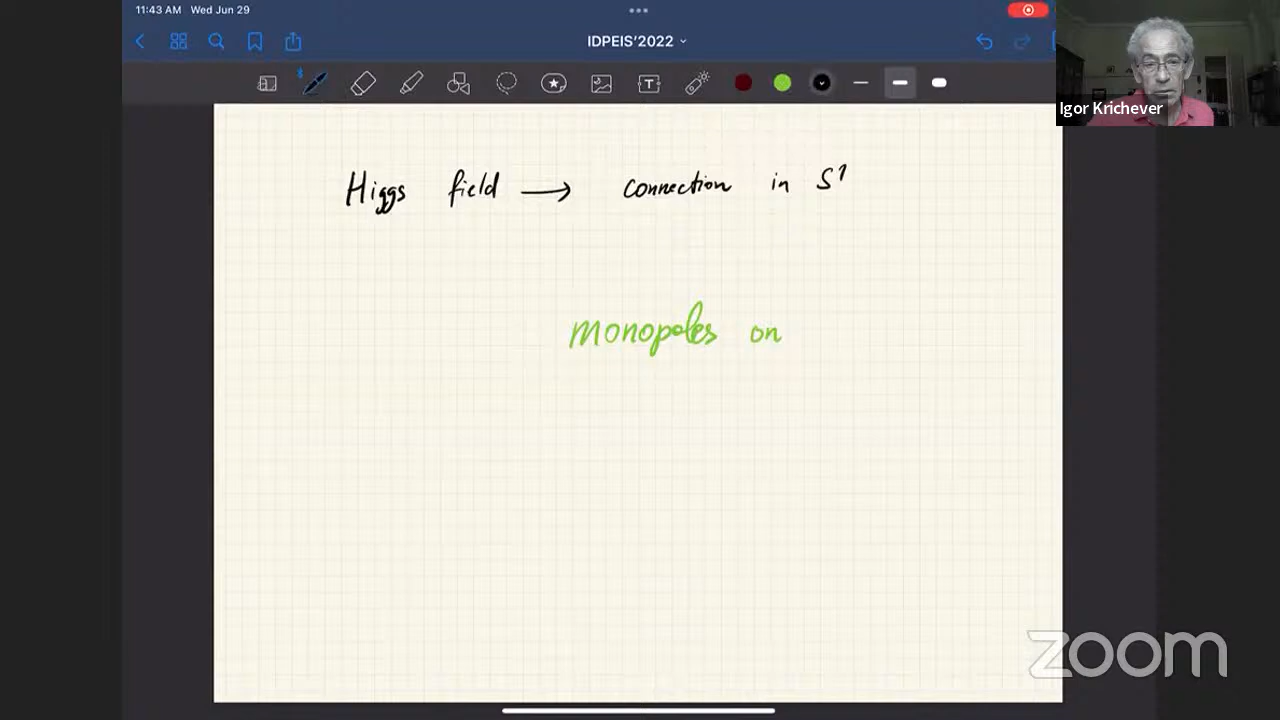 11:43 AM Wed Jun 29
IDPEIS'2022
Igor Krichever
Higgs field → connection in S¹
monopoles on
zoom